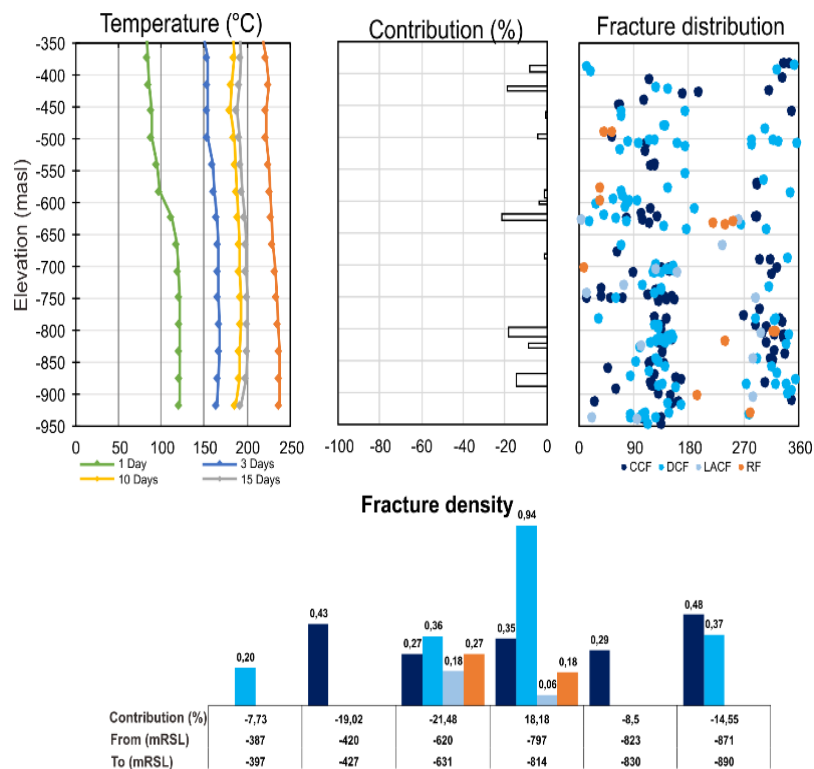 Temperature (ºC)
Contribution (%)
Fracture distribution
Elevation (masl)
-350
-400
-450
-500
-550
-600
-650
-700
-750
-800
-850
-900
-950
0 50 100 150 200 250
-100 -80 -60 -40 -20 0
0 90 180 270 360
1 Day 3 Days
10 Days 15 Days
CCF DCF LACF RF
Fracture density
0,20 0,43 0,27 0,36 0,18 0,27 0,35 0,94 0,06 0,18 0,29 0,48 0,37
Contribution (%) -7,73 -19,02 -21,48 18,18 -8,5 -14,55
From (mRSL) -387 -420 -620 -797 -823 -871
To (mRSL) -397 -427 -631 -814 -830 -890